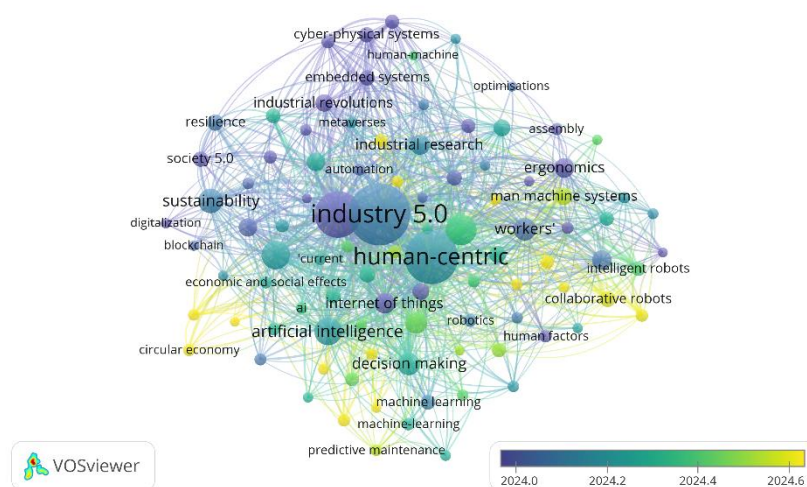 cyber-physical systems
human-machine
embedded systems
optimisations
industrial revolutions
resilience
metaverses
assembly
industrial research
society 5.0
automation
ergonomics
sustainability
man machine systems
industry 5.0
digitalization
workers'
blockchain
human-centric
'current
intelligent robots
economic and social effects
collaborative robots
internet of things
ai
robotics
artificial intelligence
human factors
circular economy
decision making
machine learning
machine-learning
predictive maintenance
VOSviewer
2024.0 2024.2 2024.4 2024.6